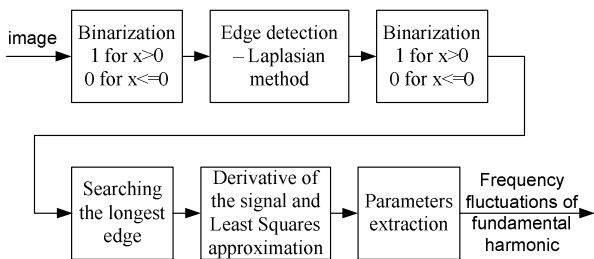 image
Binarization
1 for x>0
0 for x<=0
Edge detection
– Laplasian
method
Binarization
1 for x>0
0 for x<=0
Searching
the longest
edge
Derivative of
the signal and
Least Squares
approximation
Parameters
extraction
Frequency
fluctuations of
fundamental
harmonic